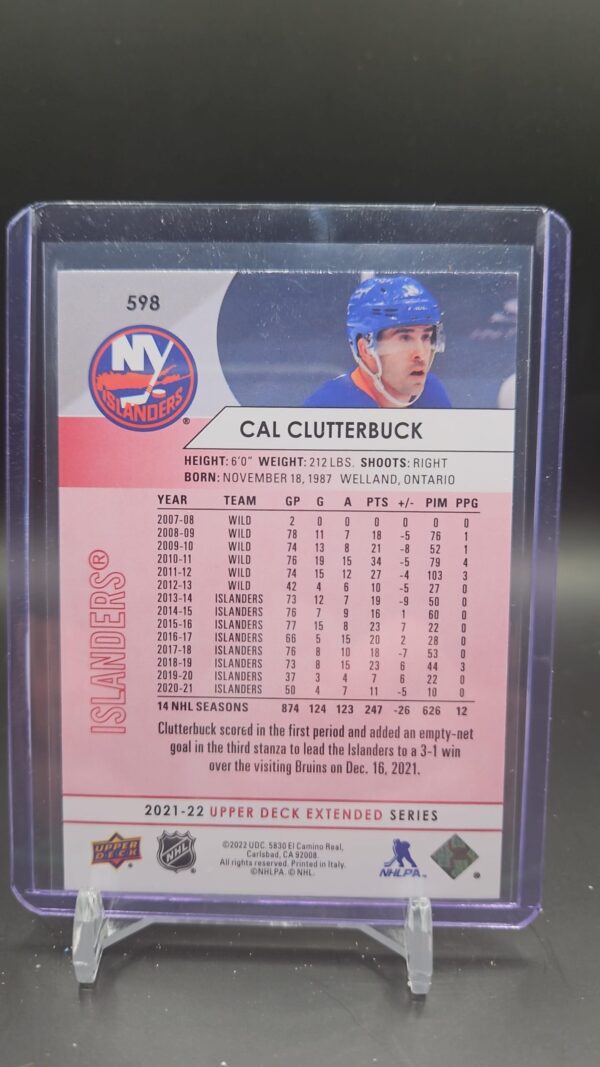 598
NY
ISLANDERS
®
CAL CLUTTERBUCK
HEIGHT: 6'0" WEIGHT: 212 LBS. SHOOTS: RIGHT
BORN: NOVEMBER 18, 1987 WELLAND, ONTARIO
YEAR TEAM GP G A PTS +/- PIM PPG
2007-08 WILD 2 0 0 0 0 0 0
2008-09 WILD 78 11 7 18 -5 76 1
2009-10 WILD 74 13 8 21 -8 52 1
2010-11 WILD 76 19 15 34 -5 79 4
2011-12 WILD 74 15 12 27 -4 103 3
2012-13 WILD 42 4 6 10 -5 27 0
2013-14 ISLANDERS 73 12 7 19 -9 50 0
2014-15 ISLANDERS 76 7 9 16 1 60 0
2015-16 ISLANDERS 77 15 8 23 7 22 0
2016-17 ISLANDERS 66 5 15 20 2 28 0
2017-18 ISLANDERS 76 8 10 18 -7 53 0
2018-19 ISLANDERS 73 8 15 23 6 44 3
2019-20 ISLANDERS 37 3 4 7 6 22 0
2020-21 ISLANDERS 50 4 7 11 -5 10 0
14 NHL SEASONS 874 124 123 247 -26 626 12
ISLANDERS®
Clutterbuck scored in the first period and added an empty-net
goal in the third stanza to lead the Islanders to a 3-1 win
over the visiting Bruins on Dec. 16, 2021.
2021-22 UPPER DECK EXTENDED SERIES
UPPER DECK
NHL
©2022 UDC. 5830 El Camino Real,
Carlsbad, CA 92008.
All rights reserved. Printed in Italy.
©NHLPA. © NHL.
NHLPA™
®